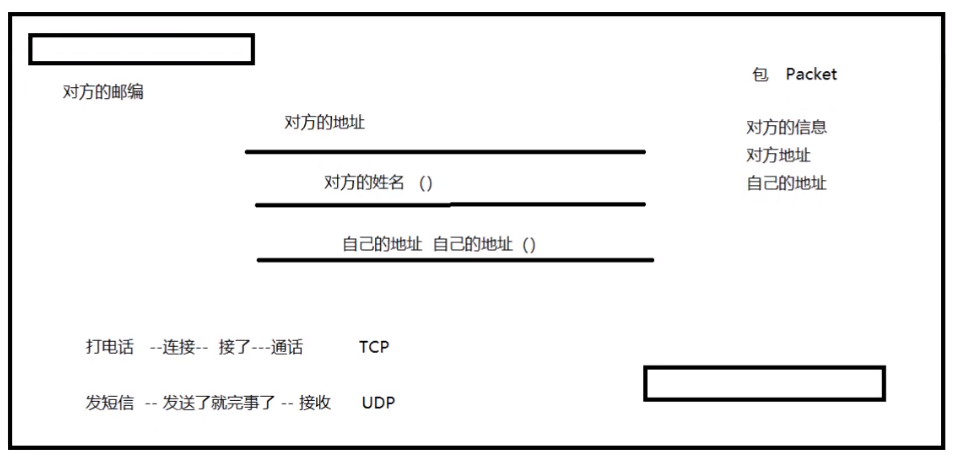 对方的邮编
对方的地址
对方的姓名 （）
自己的地址 自己的地址（）
包 Packet
对方的信息
对方地址
自己的地址
打电话 --连接-- 接了---通话 TCP
发短信 -- 发送了就完事了 -- 接收 UDP